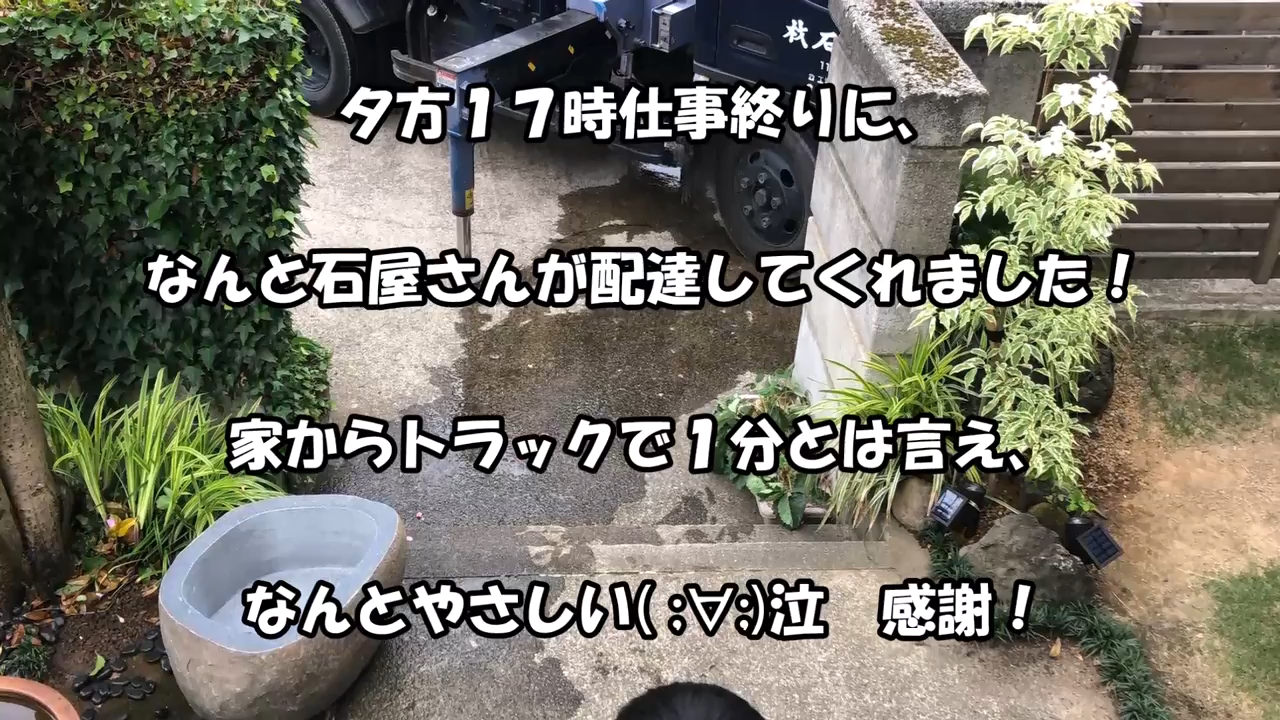 夕方１７時仕事終りに、
なんと石屋さんが配達してくれました！
家からトラックで１分とは言え、
なんとやさしい( ;∀;)泣　感謝！